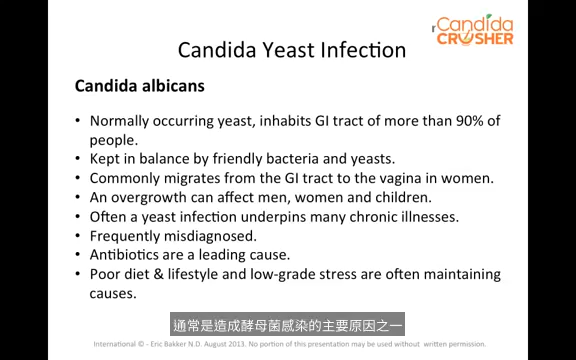 Candida
CRUSHER
Candida Yeast Infection
Candida albicans
• Normally occurring yeast, inhabits GI tract of more than 90% of
people.
• Kept in balance by friendly bacteria and yeasts.
• Commonly migrates from the GI tract to the vagina in women.
• An overgrowth can affect men, women and children.
• Often a yeast infection underpins many chronic illnesses.
• Frequently misdiagnosed.
• Antibiotics are a leading cause.
• Poor diet & lifestyle and low-grade stress are often maintaining
causes.
通常是造成酵母菌感染的主要原因之一
International © - Eric Bakker N.D. August 2013. No portion of this presentation may be used without written permission.